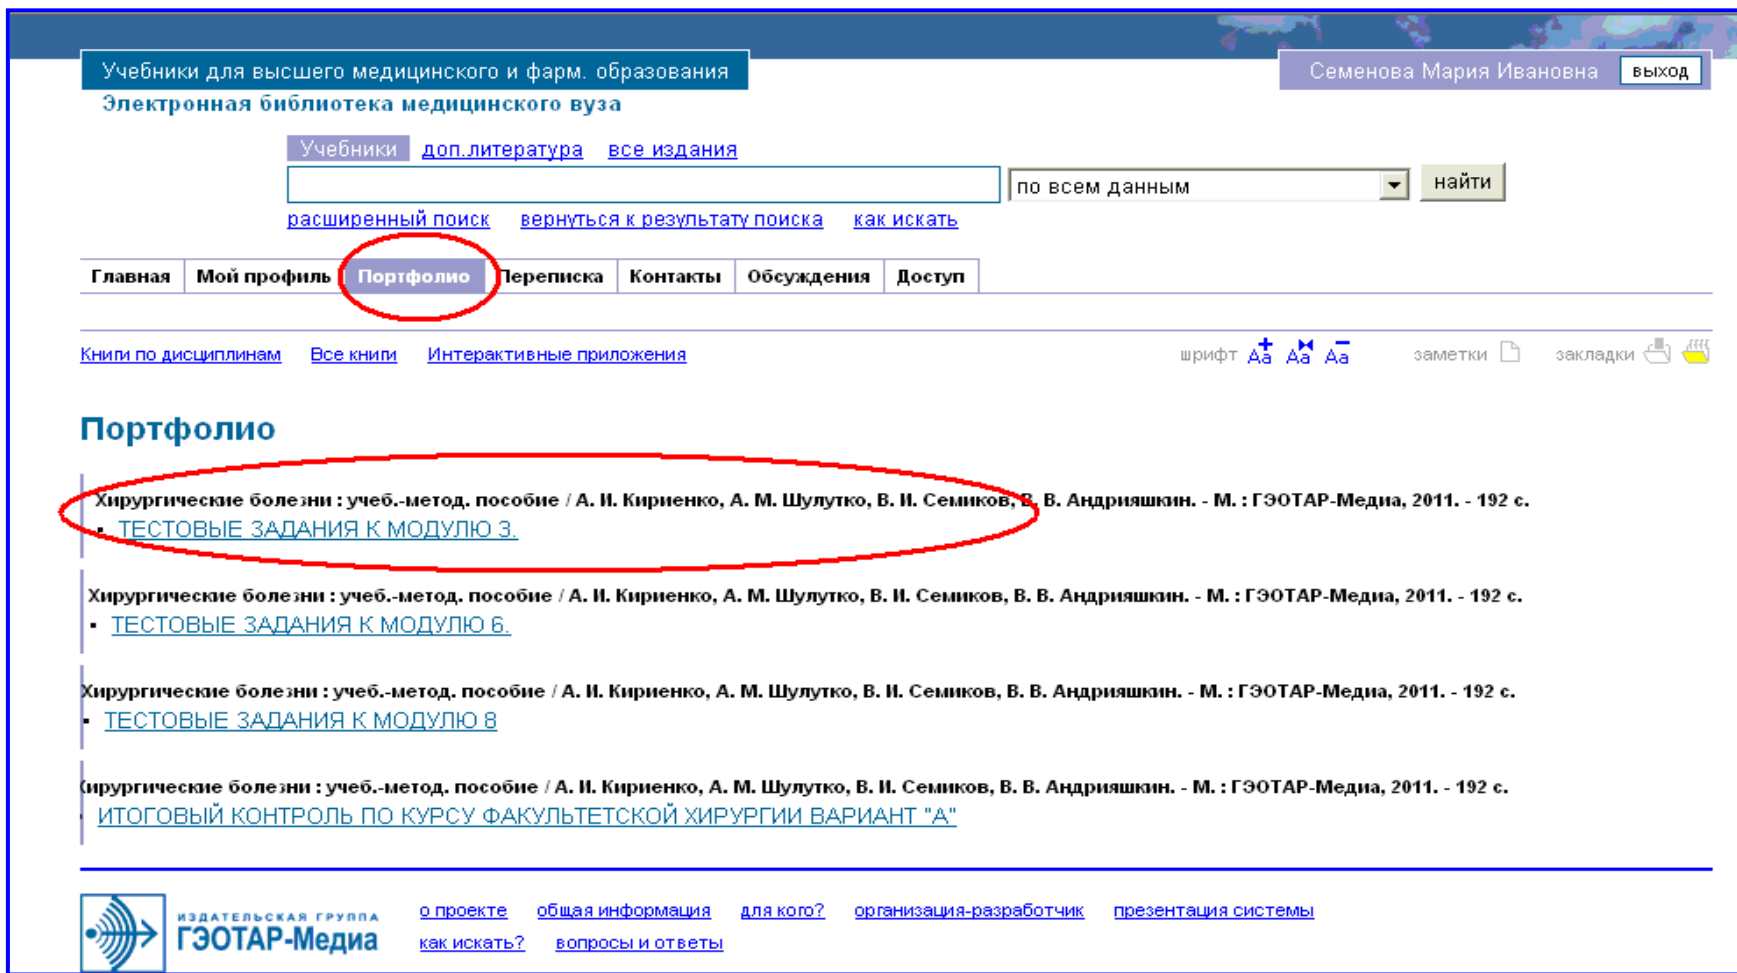 Учебники для высшего медицинского и фарм. образования
Семенова Мария Ивановна выход
Электронная библиотека медицинского вуза
Учебники доп.литература все издания
по всем данным найти
расширенный поиск вернуться к результату поиска как искать
Главная Мой профиль Портфолио Переписка Контакты Обсуждения Доступ
Книги по дисциплинам Все книги Интерактивные приложения шрифт Aa Aa Aa заметки закладки
Портфолио
Хирургические болезни : учеб.-метод. пособие / А. И. Кириенко, А. М. Шулутко, В. И. Семиков, В. В. Андрияшкин. - М. : ГЭОТАР-Медиа, 2011. - 192 с.
ТЕСТОВЫЕ ЗАДАНИЯ К МОДУЛЮ 3.
Хирургические болезни : учеб.-метод. пособие / А. И. Кириенко, А. М. Шулутко, В. И. Семиков, В. В. Андрияшкин. - М. : ГЭОТАР-Медиа, 2011. - 192 с.
ТЕСТОВЫЕ ЗАДАНИЯ К МОДУЛЮ 6.
Хирургические болезни : учеб.-метод. пособие / А. И. Кириенко, А. М. Шулутко, В. И. Семиков, В. В. Андрияшкин. - М. : ГЭОТАР-Медиа, 2011. - 192 с.
ТЕСТОВЫЕ ЗАДАНИЯ К МОДУЛЮ 8
Хирургические болезни : учеб.-метод. пособие / А. И. Кириенко, А. М. Шулутко, В. И. Семиков, В. В. Андрияшкин. - М. : ГЭОТАР-Медиа, 2011. - 192 с.
ИТОГОВЫЙ КОНТРОЛЬ ПО КУРСУ ФАКУЛЬТЕТСКОЙ ХИРУРГИИ ВАРИАНТ "А"
ИЗДАТЕЛЬСКАЯ ГРУППА
ГЭОТАР-Медиа
о проекте общая информация для кого? организация-разработчик презентация системы
как искать? вопросы и ответы